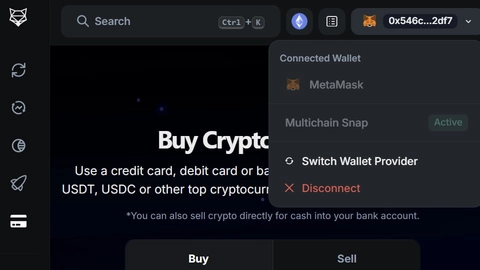 Search
Ctrl + K
0x546c...2df7
Connected Wallet
MetaMask
Multichain Snap
Active
Switch Wallet Provider
Disconnect
Buy Crypto
Use a credit card, debit card or
USDT, USDC or other top
*You can also sell crypto directly for cash into your bank account.
Buy
Sell